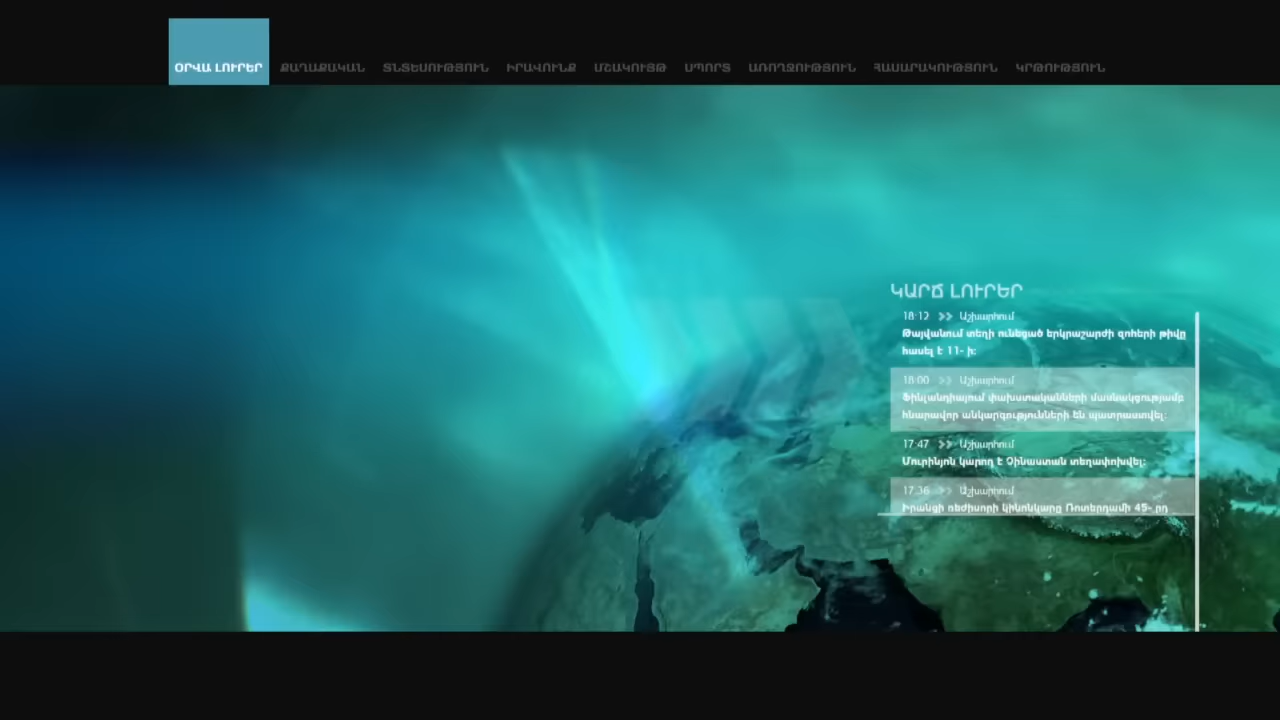 ՕՐՎԱ ԼՈՒՐԵՐ ՔԱՂԱՔԱԿԱՆ ՏՆՏԵՍՈՒԹՅՈՒՆ ԻՐԱՎՈՒՆՔ ՄՇԱԿՈՒՅԹ ՍՊՈՐՏ ԱՌՈՂՋՈՒԹՅՈՒՆ ՀԱՍԱՐԱԿՈՒԹՅՈՒՆ ԿՐԹՈՒԹՅՈՒՆ
ԿԱՐՃ ԼՈՒՐԵՐ
18:12 Աշխարհում
Թայվանում տեղի ունեցած երկրաշարժի զոհերի թիվը
հասել է 11- ի:
18:00 Աշխարհում
Ֆինլանդիայում փախստականների մասնակցությամբ
հնարավոր անկարգությունների են պատրաստվել:
17:47 Աշխարհում
Մուրինյոն կարող է Չինաստան տեղափոխվել:
17:36 Աշխարհում
Իրանցի ռեժիսորի կինոնկարը Ռոտերդամի 45- րդ